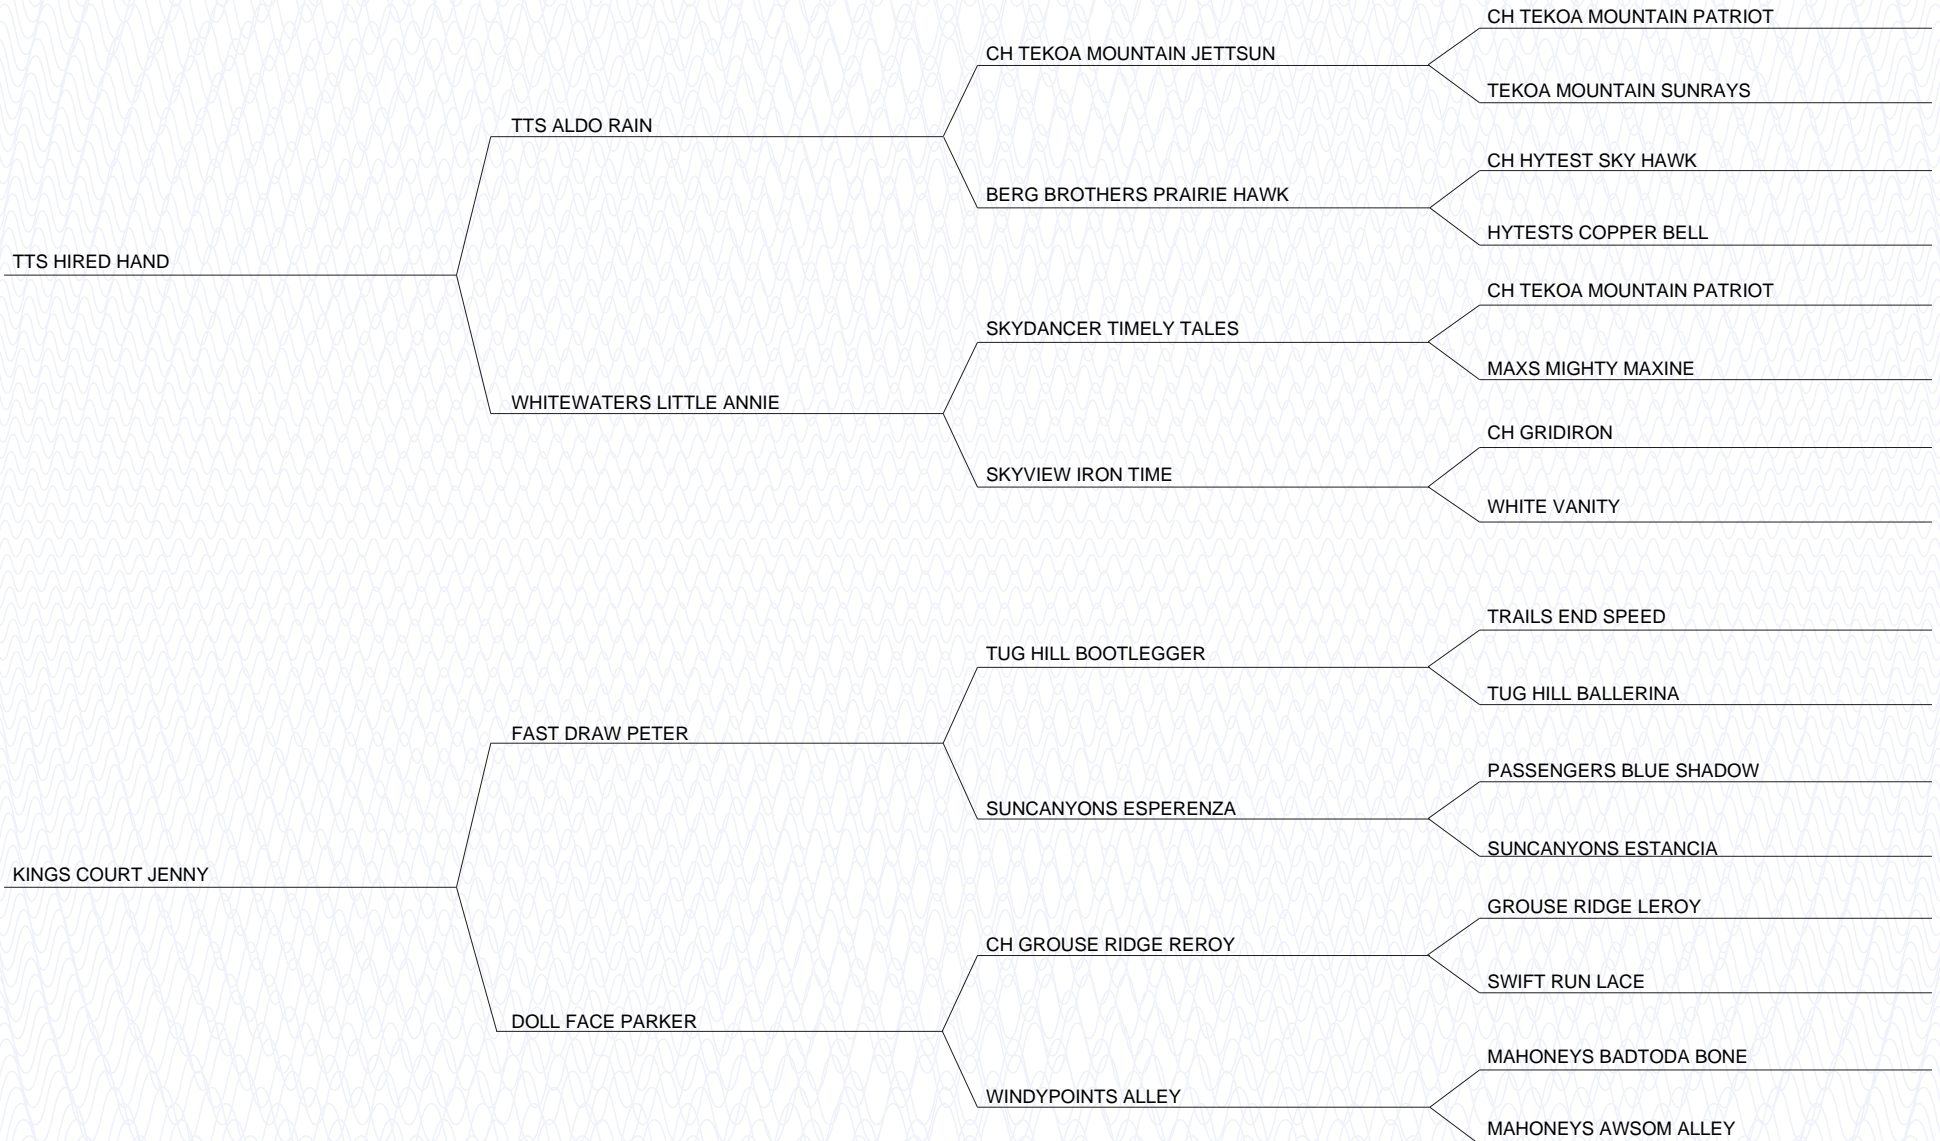 CH TEKOA MOUNTAIN PATRIOT
CH TEKOA MOUNTAIN JETTSUN
TEKOA MOUNTAIN SUNRAYS
TTS ALDO RAIN
CH HYTEST SKY HAWK
BERG BROTHERS PRAIRIE HAWK
HYTESTS COPPER BELL
TTS HIRED HAND
CH TEKOA MOUNTAIN PATRIOT
SKYDANCER TIMELY TALES
MAXS MIGHTY MAXINE
WHITEWATERS LITTLE ANNIE
CH GRIDIRON
SKYVIEW IRON TIME
WHITE VANITY
TRAILS END SPEED
TUG HILL BOOTLEGGER
TUG HILL BALLERINA
FAST DRAW PETER
PASSENGERS BLUE SHADOW
SUNCANYONS ESPERENZA
SUNCANYONS ESTANCIA
KINGS COURT JENNY
GROUSE RIDGE LEROY
CH GROUSE RIDGE REROY
SWIFT RUN LACE
DOLL FACE PARKER
MAHONEYS BADTODA BONE
WINDYPOINTS ALLEY
MAHONEYS AWSOM ALLEY